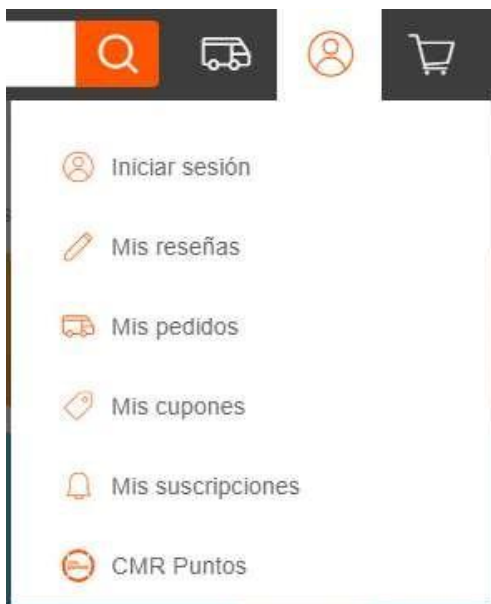 Iniciar sesión
Mis reseñas
Mis pedidos
Mis cupones
Mis suscripciones
CMR Puntos